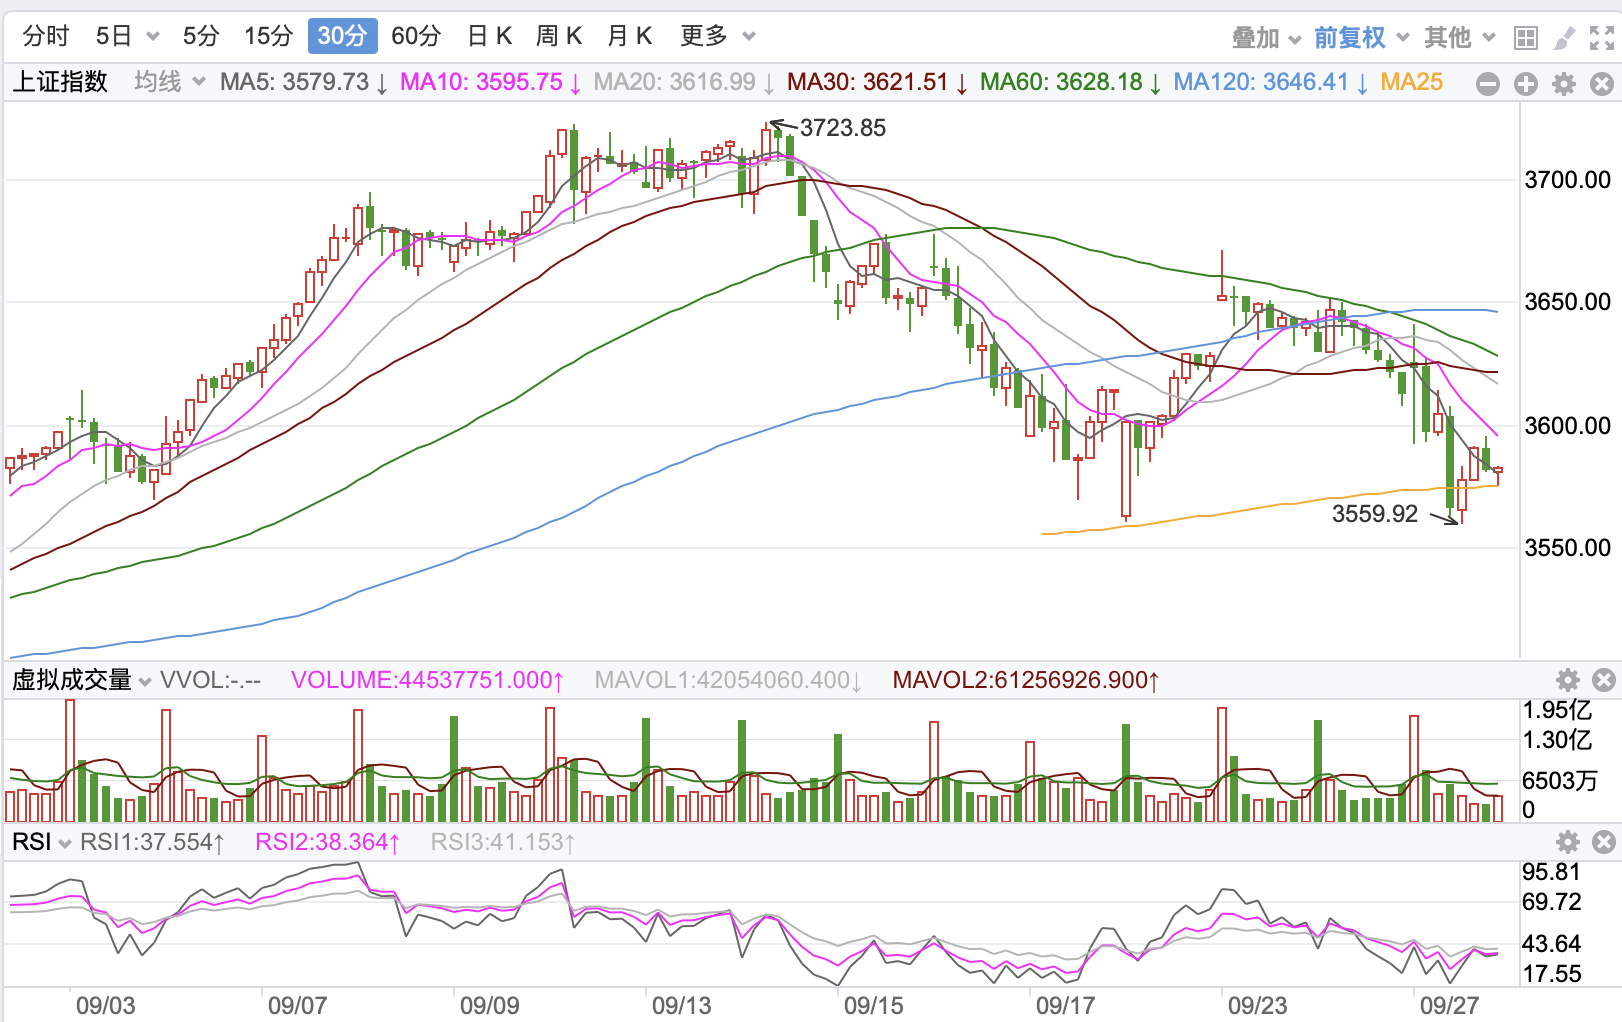 分时 5日 5分 15分 30分 60分 日K 周K 月K 更多 叠加 前复权 其他
上证指数 均线 MA5: 3579.73↓ MA10: 3595.75↓ MA20: 3616.99↓ MA30: 3621.51↓ MA60: 3628.18↓ MA120: 3646.41↓ MA25
3723.85
3700.00
3650.00
3600.00
3559.92
3550.00
虚拟成交量 VVOL:-.-- VOLUME:44537751.000↑ MAVOL1:42054060.400↓ MAVOL2:61256926.900↑
1.95亿
1.30亿
6503万
0
RSI RSI1:37.554↑ RSI2:38.364↑ RSI3:41.153↑
95.81
69.72
43.64
17.55
09/03 09/07 09/09 09/13 09/15 09/17 09/23 09/27